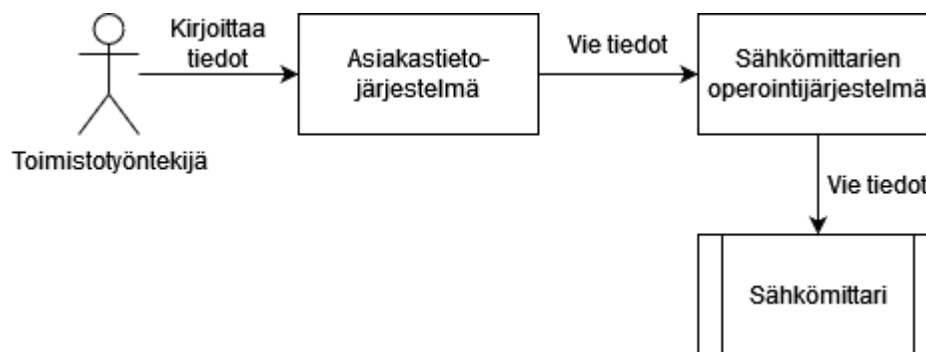 Kirjoittaa
tiedot
Asiakastieto-
järjestelmä
Vie tiedot
Sähkömittarien
operointijärjestelmä
Toimistotyöntekijä
Vie tiedot
Sähkömittari